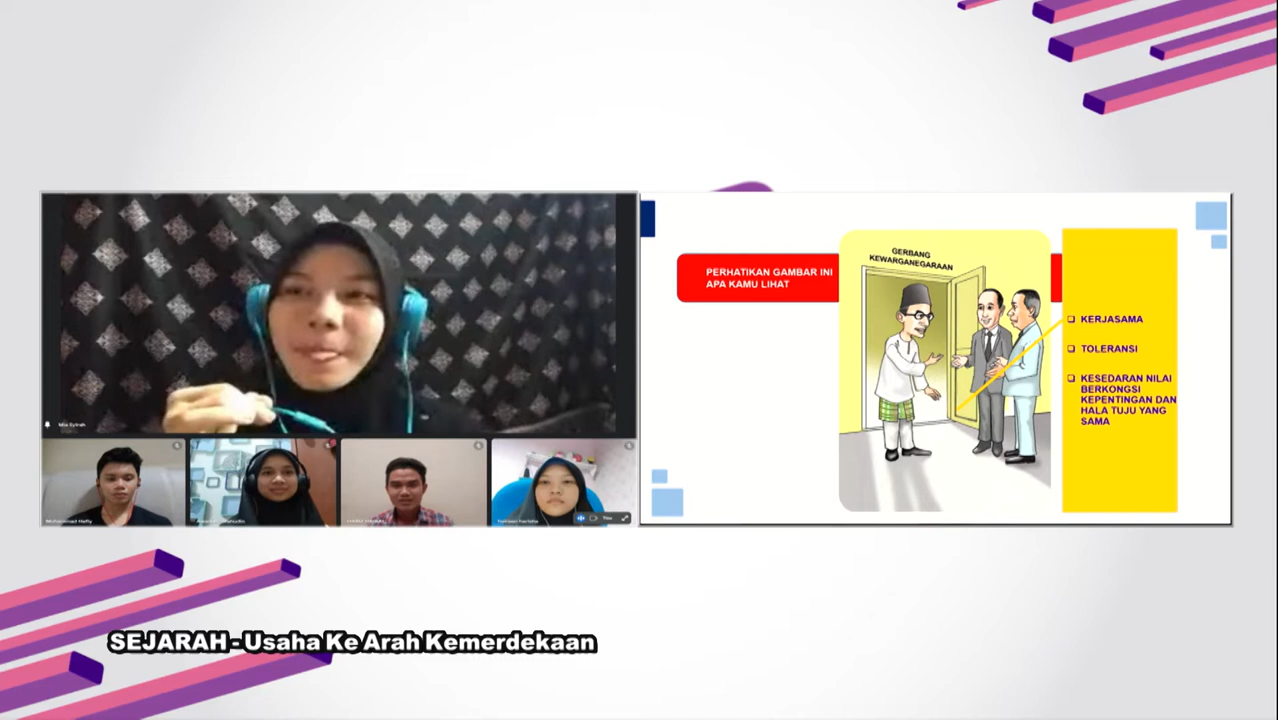 PERHATIKAN GAMBAR INI
APA KAMU LIHAT
GERBANG
KEWARGANEGARAAN
❑ KERJASAMA
❑ TOLERANSI
❑ KESEDARAN NILAI
BERKONGSI
KEPENTINGAN DAN
HALA TUJU YANG
SAMA
SEJARAH - Usaha Ke Arah Kemerdekaan